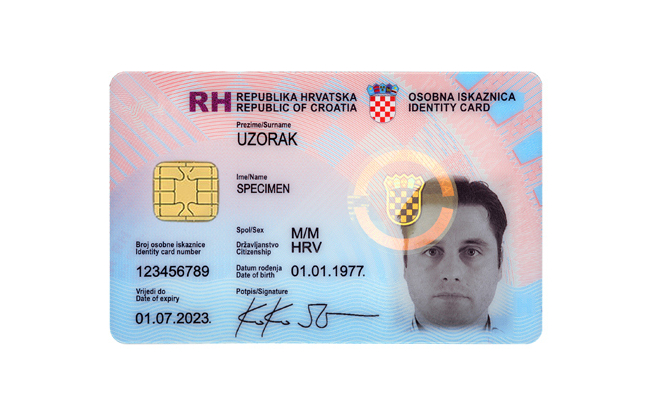 RH REPUBLIKA HRVATSKA
REPUBLIC OF CROATIA
OSOBNA ISKAZNICA
IDENTITY CARD
Prezime/Surname
UZORAK
Ime/Name
SPECIMEN
Spol/Sex
M/M
Državljanstvo
Citizenship
HRV
Broj osobne iskaznice
Identity card number
123456789
Datum rođenja
Date of birth
01.01.1977.
Vrijedi do
Date of expiry
01.07.2023.
Potpis/Signature